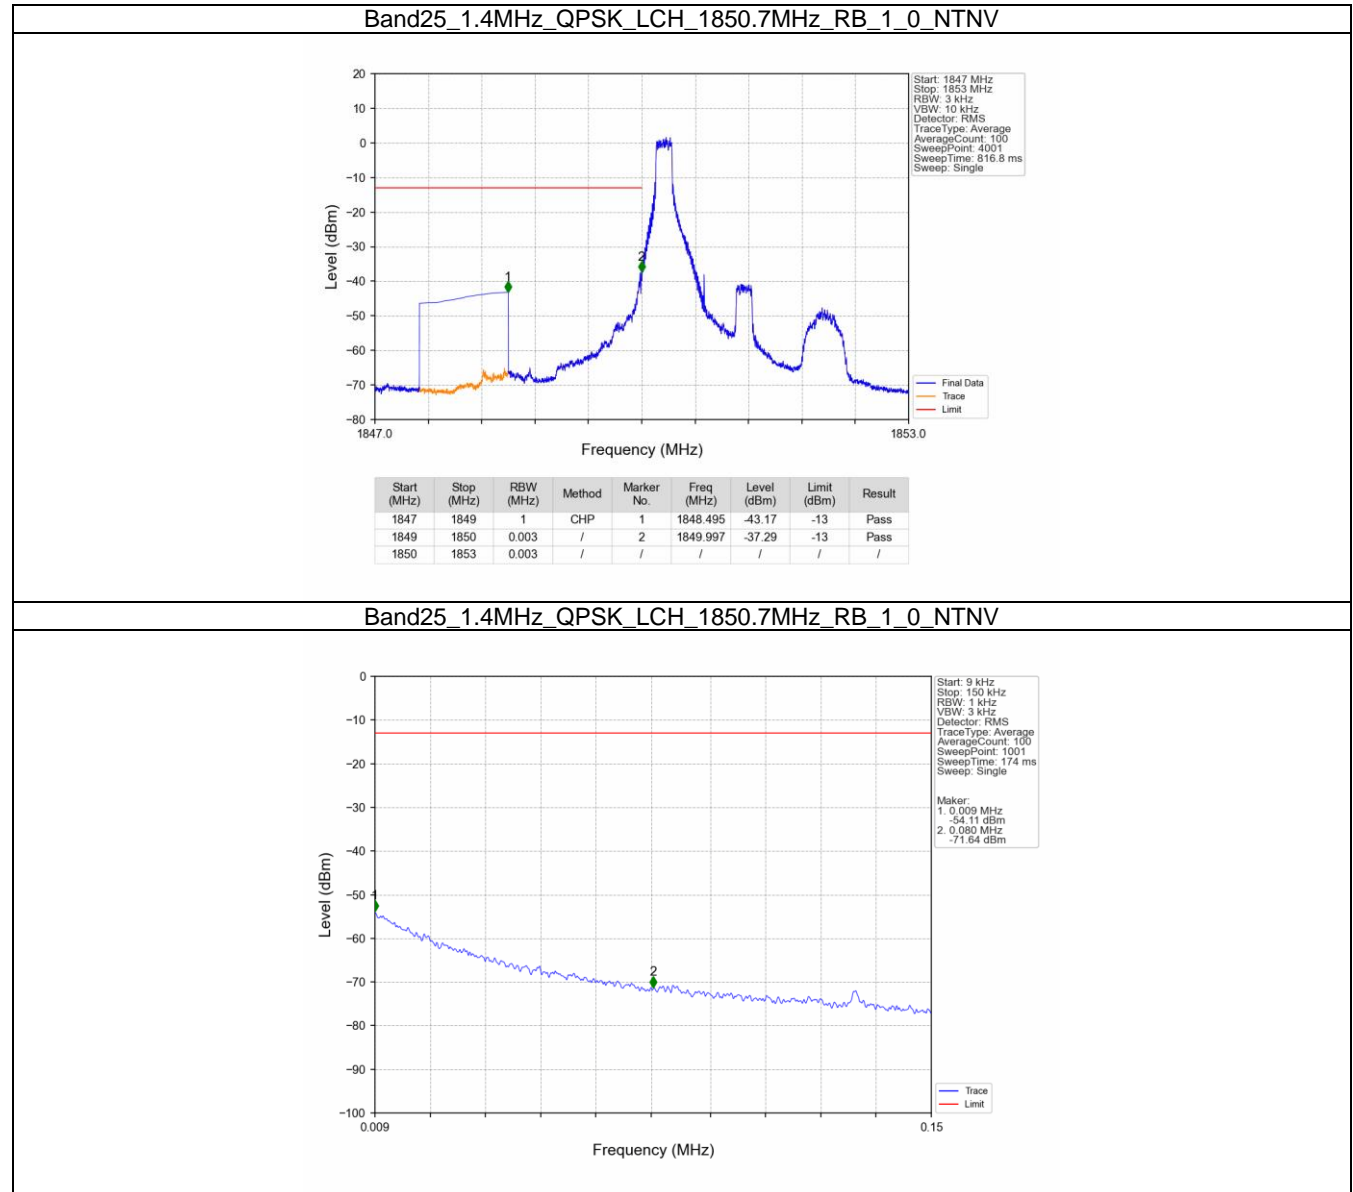 Band25_1.4MHz_QPSK_LCH_1850.7MHz_RB_1_0_NTNV
20
10
0
−10
−20
−30
−40
−50
−60
−70
−80
Level (dBm)
1
2
1847.0
1853.0
Frequency (MHz)
Start: 1847 MHz
Stop: 1853 MHz
RBW: 3 kHz
VBW: 10 kHz
Detector: RMS
TraceType: Average
AverageCount: 100
SweepPoint: 4001
SweepTime: 816.8 ms
Sweep: Single
Final Data
Trace
Limit
Start (MHz) Stop (MHz) RBW (MHz) Method Marker No. Freq (MHz) Level (dBm) Limit (dBm) Result
1847 1849 1 CHP 1 1848.495 -43.17 -13 Pass
1849 1850 0.003 / 2 1849.997 -37.29 -13 Pass
1850 1853 0.003 / / / / / /
Band25_1.4MHz_QPSK_LCH_1850.7MHz_RB_1_0_NTNV
0
−10
−20
−30
−40
−50
−60
−70
−80
−90
−100
Level (dBm)
1
2
0.009
0.15
Frequency (MHz)
Start: 9 kHz
Stop: 150 kHz
RBW: 1 kHz
VBW: 3 kHz
Detector: RMS
TraceType: Average
AverageCount: 100
SweepPoint: 1001
SweepTime: 174 ms
Sweep: Single
Maker:
1. 0.009 MHz
-54.11 dBm
2. 0.080 MHz
-71.64 dBm
Trace
Limit